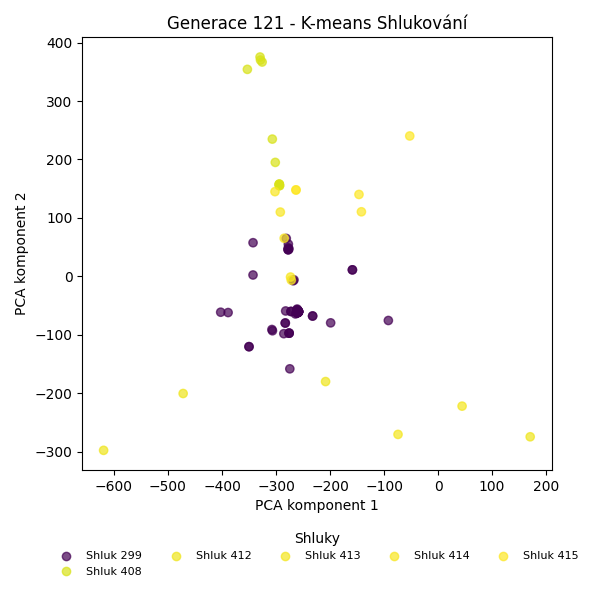 Generace 121 - K-means Shlukování
400
300
200
100
0
−100
−200
−300
PCA komponent 2
−600 −500 −400 −300 −200 −100 0 100 200
PCA komponent 1
Shluky
Shluk 299 Shluk 412 Shluk 413 Shluk 414 Shluk 415
Shluk 408